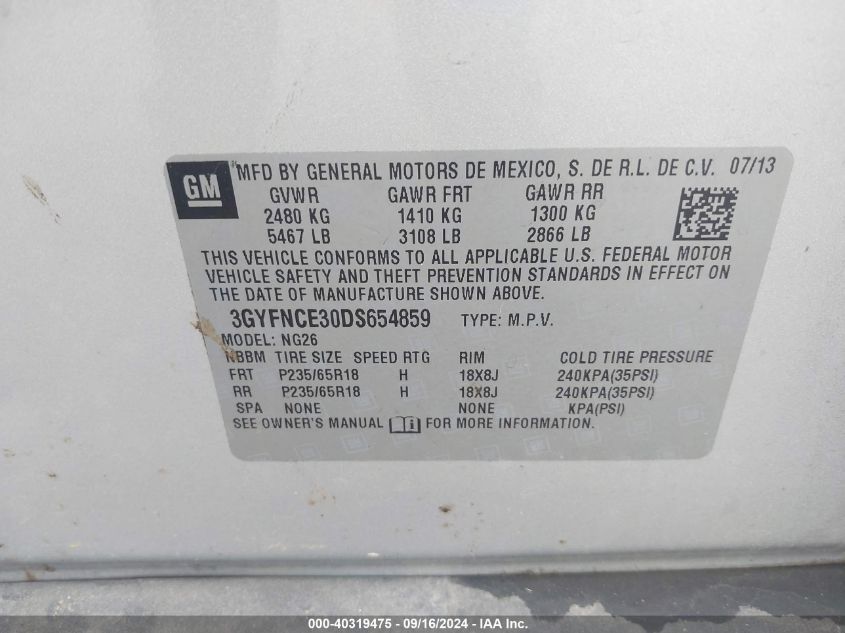 GM
MFD BY GENERAL MOTORS DE MEXICO, S. DE R.L. DE C.V. 07/13
GVWR GAWR FRT GAWR RR
2480 KG 1410 KG 1300 KG
5467 LB 3108 LB 2866 LB
THIS VEHICLE CONFORMS TO ALL APPLICABLE U.S. FEDERAL MOTOR
VEHICLE SAFETY AND THEFT PREVENTION STANDARDS IN EFFECT ON
THE DATE OF MANUFACTURE SHOWN ABOVE.
3GYFNCE30DS654859 TYPE: M.P.V.
MODEL: NG26
NBBM TIRE SIZE SPEED RTG RIM COLD TIRE PRESSURE
FRT P235/65R18 H 18X8J 240KPA(35PSI)
RR P235/65R18 H 18X8J 240KPA(35PSI)
SPA NONE NONE KPA(PSI)
SEE OWNER'S MANUAL FOR MORE INFORMATION.
000-40319475 - 09/16/2024 - IAA Inc.